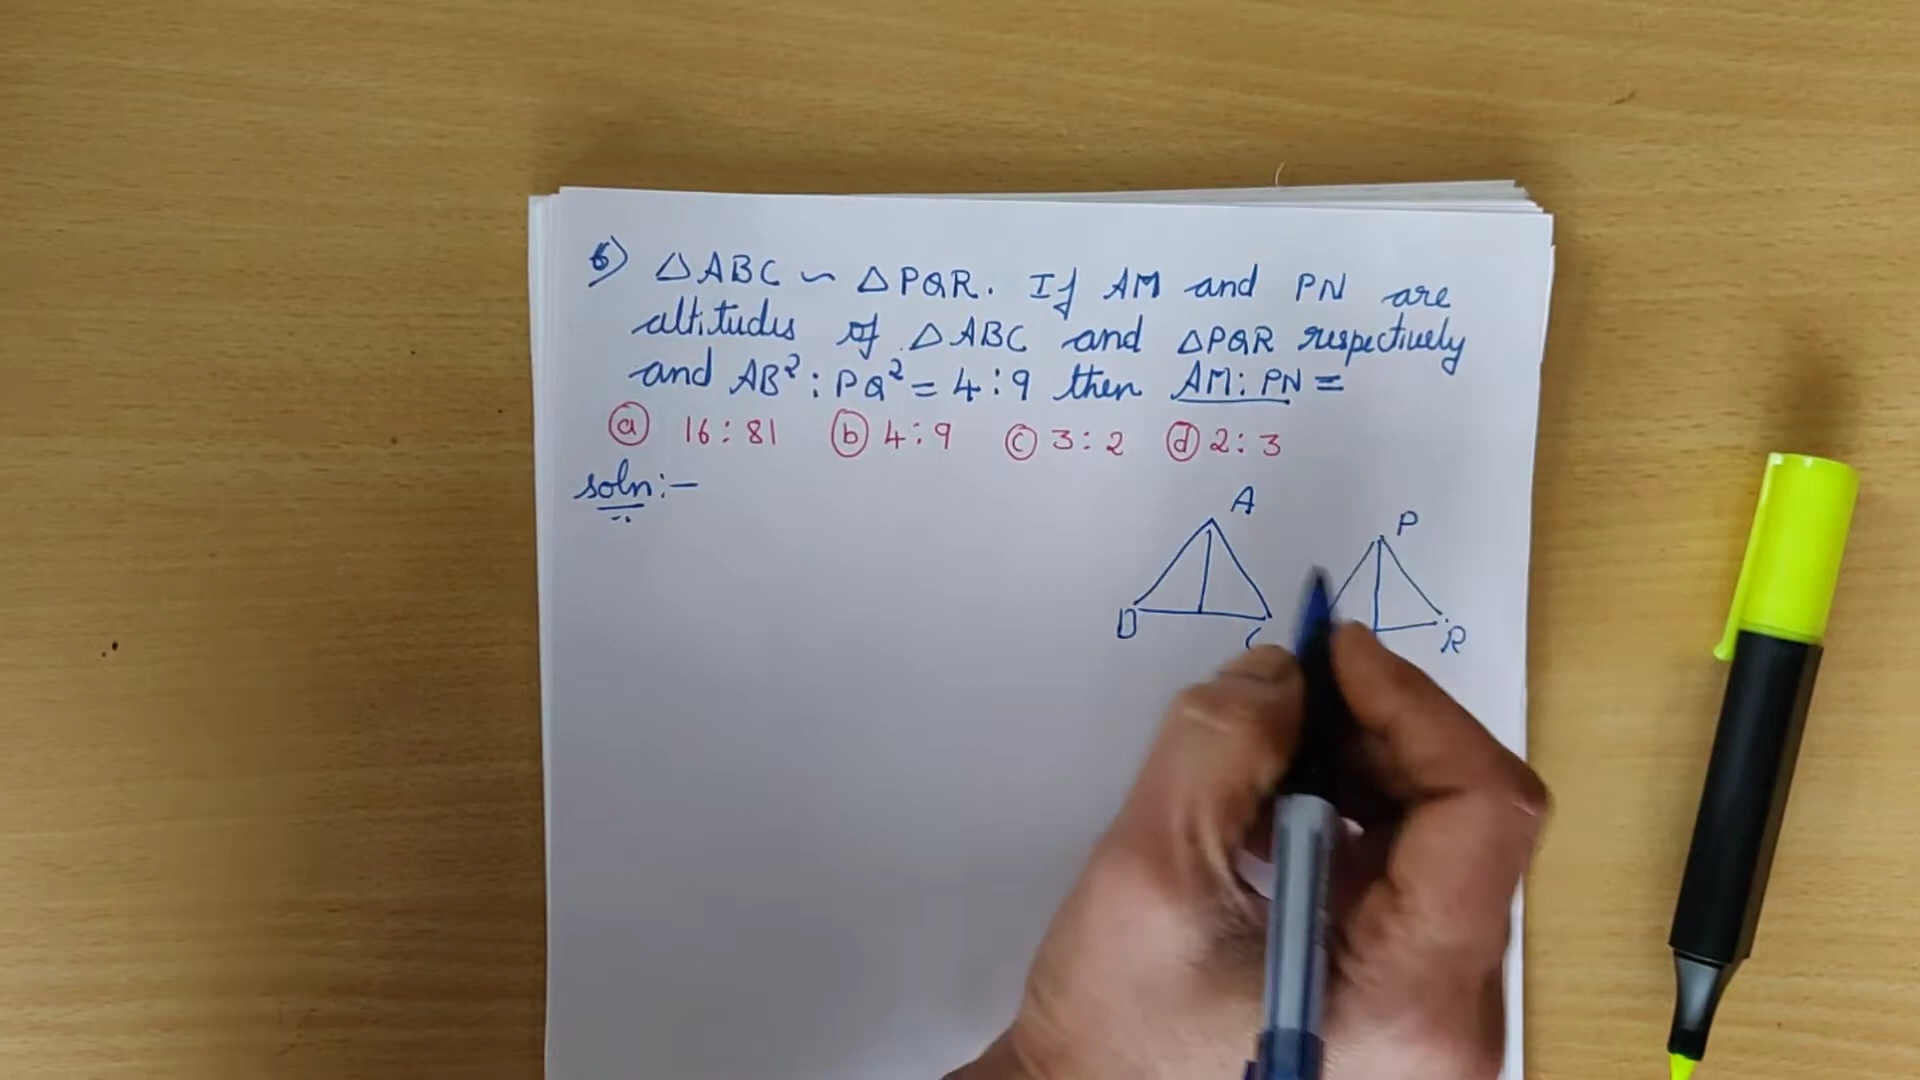 6) △ABC ~ △PQR. If AM and PN are
altitudes of △ABC and △PQR respectively
and AB² : PQ² = 4 : 9 then AM : PN =
(a) 16 : 81 (b) 4 : 9 (c) 3 : 2 (d) 2 : 3
soln :-
A
P
D
C
R